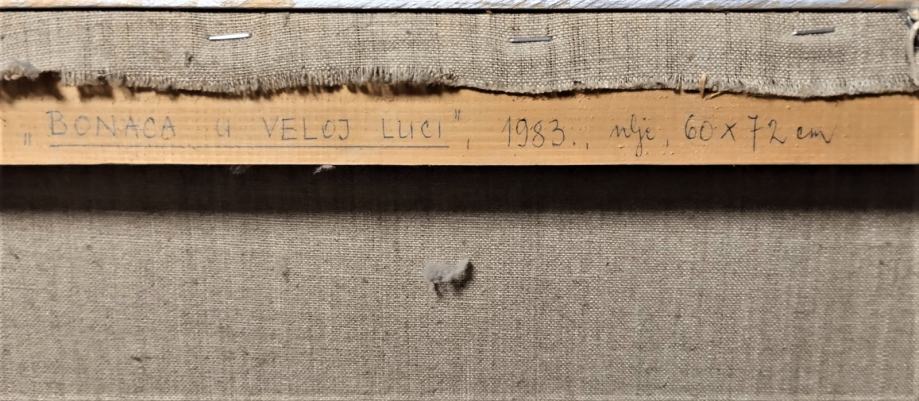 „BONACA U VELOJ LUCI", 1983., ulje, 60 x 72 cm